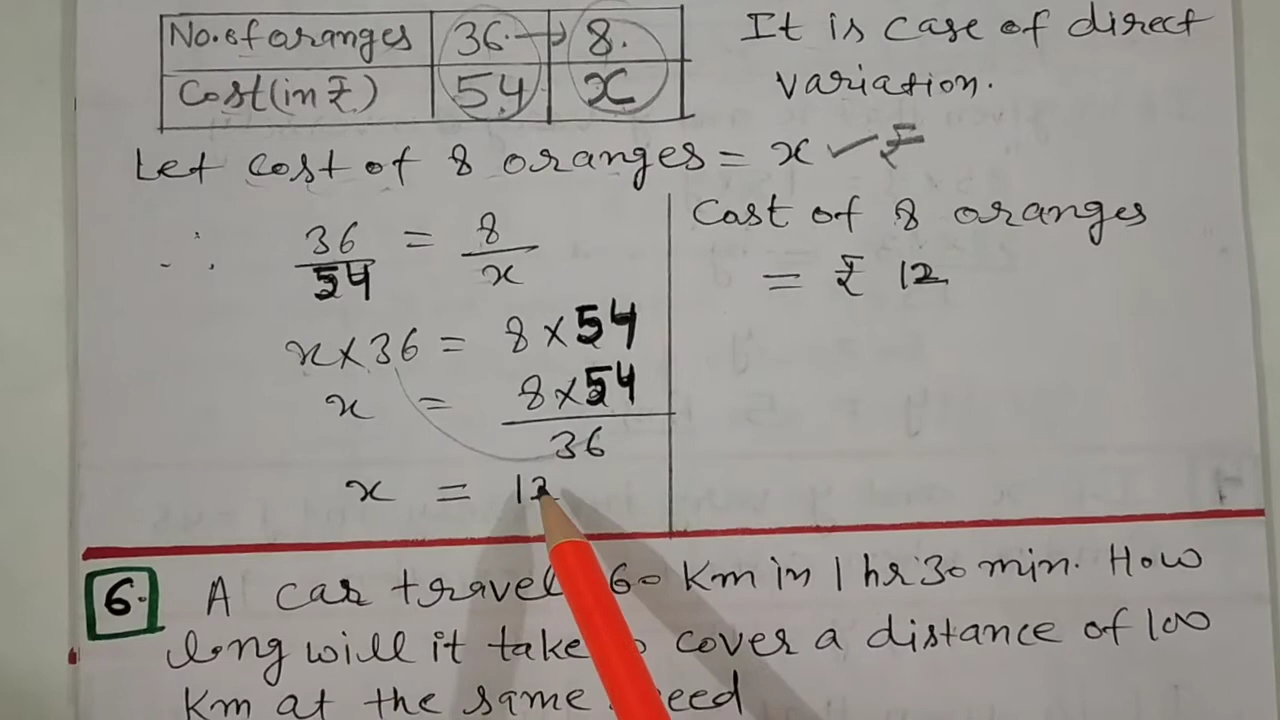 No. of oranges 36 → 8
Cost (in ₹) 54 x
It is case of direct
variation.
Let cost of 8 oranges = x ₹
∴ 36/54 = 8/x
x × 36 = 8 × 54
x = 8 × 54 / 36
x = 12
Cost of 8 oranges
= ₹ 12
6. A car travel 60 Km in 1 hr 30 min. How
long will it take cover a distance of 100
Km at the same